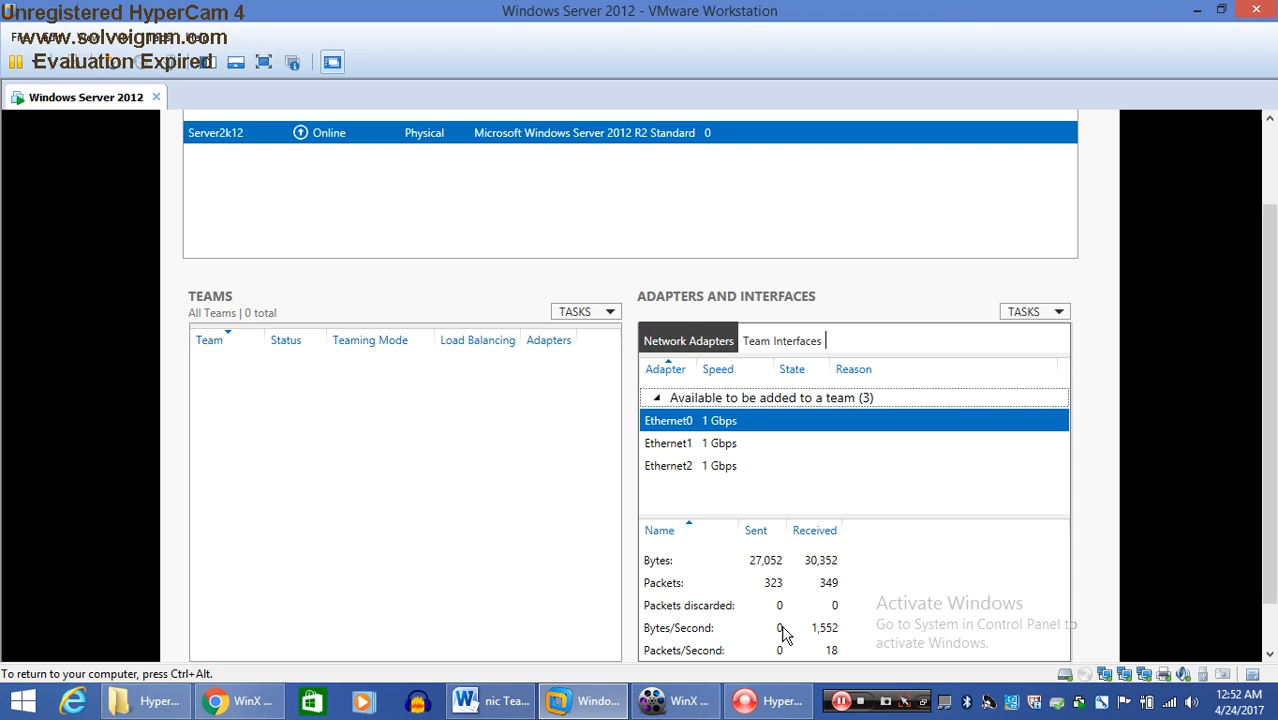 Unregistered HyperCam 4
Windows Server 2012 - VMware Workstation
www.solveigmm.com
Evaluation Expired
Windows Server 2012
Server2k12 Online Physical Microsoft Windows Server 2012 R2 Standard 0
TEAMS
All Teams | 0 total
TASKS
Team Status Teaming Mode Load Balancing Adapters
ADAPTERS AND INTERFACES
TASKS
Network Adapters Team Interfaces
Adapter Speed State Reason
Available to be added to a team (3)
Ethernet0 1 Gbps
Ethernet1 1 Gbps
Ethernet2 1 Gbps
Name Sent Received
Bytes: 27,052 30,352
Packets: 323 349
Packets discarded: 0 0
Bytes/Second: 0 1,552
Packets/Second: 0 18
Activate Windows
Go to System in Control Panel to
activate Windows.
To return to your computer, press Ctrl+Alt.
Hyper... WinX ... nic Tea... Windo... WinX ... Hyper...
12:52 AM
4/24/2017